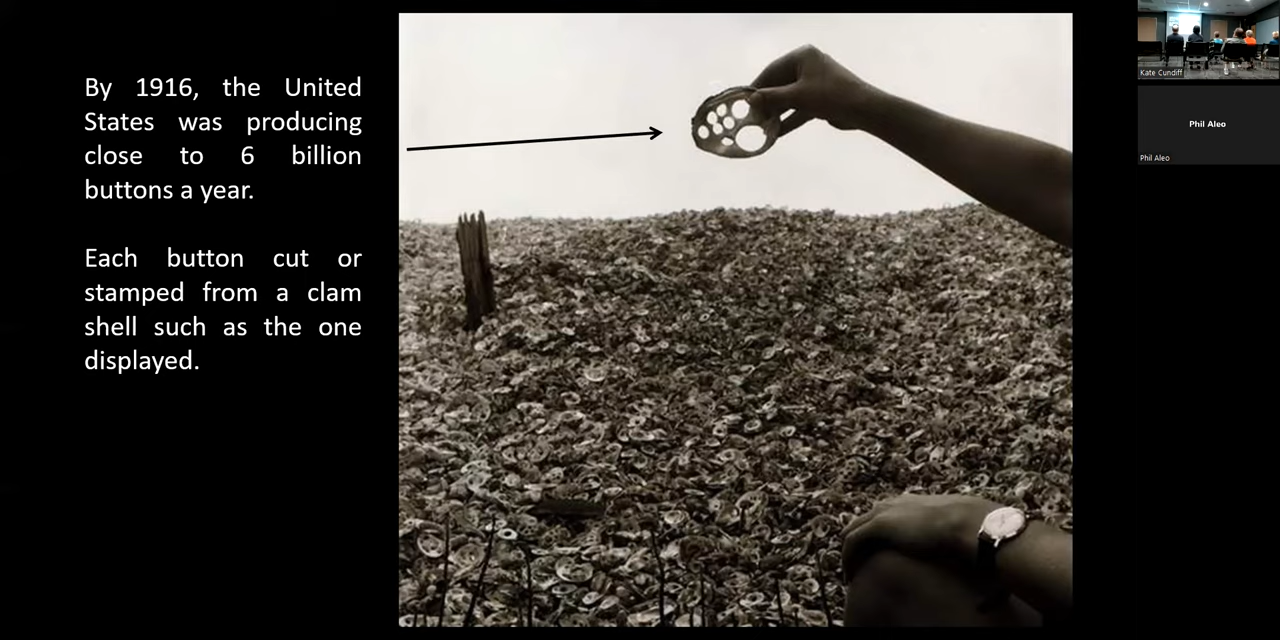 By 1916, the United
States was producing
close to 6 billion
buttons a year.
Each button cut or
stamped from a clam
shell such as the one
displayed.
Kate Cundiff
Phil Aleo
Phil Aleo